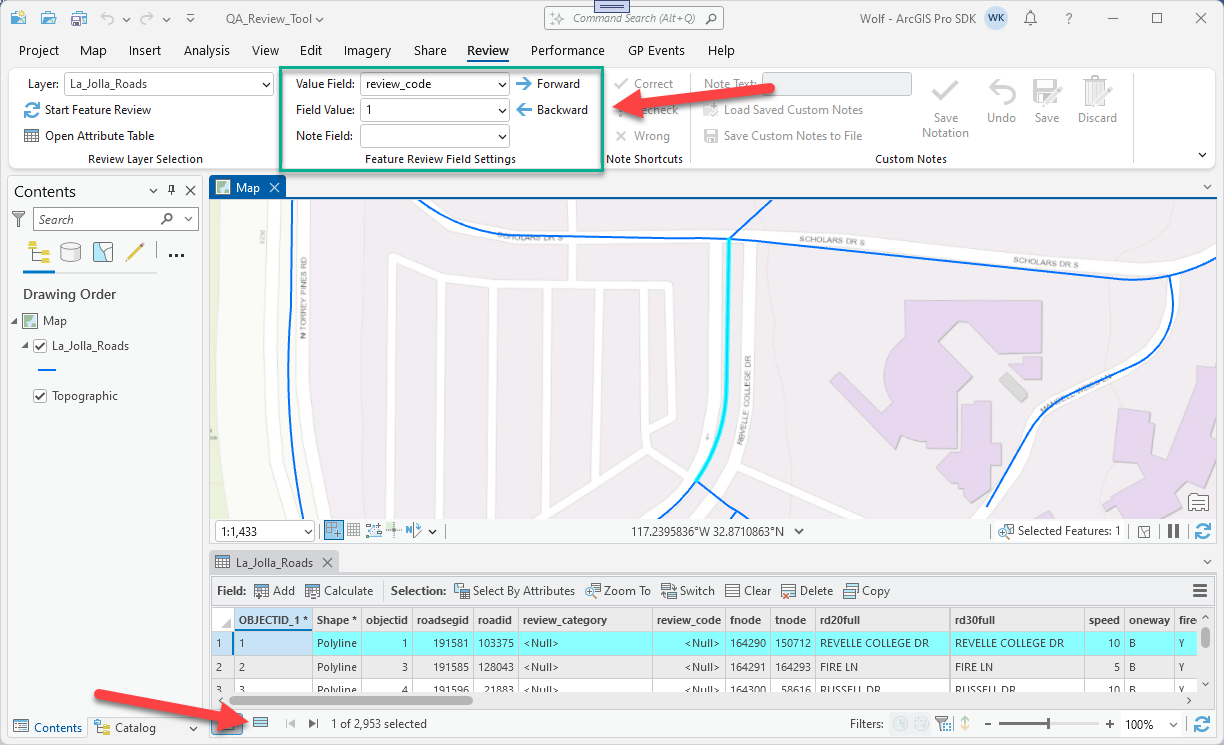 QA_Review_Tool
Command Search (Alt+Q)
Wolf - ArcGIS Pro SDK
WK
?
Project Map Insert Analysis View Edit Imagery Share Review Performance GP Events Help
Layer: La_Jolla_Roads
Start Feature Review
Open Attribute Table
Review Layer Selection
Value Field: review_code
Forward
Field Value: 1
Backward
Note Field:
Feature Review Field Settings
Correct
Wrong
Note Shortcuts
Note Text:
Load Saved Custom Notes
Save Custom Notes to File
Save Notation
Undo
Save
Discard
Custom Notes
Contents
Search
Drawing Order
Map
La_Jolla_Roads
Topographic
Map
SCHOLARS DR S
SCHOLARS DR S
SCHOLARS DR S
N TORREY PINES RD
REVELLE COLLEGE DR
1:1,433
117.2395836°W 32.8710863°N
Selected Features: 1
La_Jolla_Roads
Field: Add Calculate Selection: Select By Attributes Zoom To Switch Clear Delete Copy
OBJECTID_1 * Shape * objectid roadsegid roadid review_category review_code fnode tnode rd20full rd30full speed oneway fire
1 1 Polyline 1 191581 103375 <Null> <Null> 164290 150712 REVELLE COLLEGE DR REVELLE COLLEGE DR 10 B Y
2 2 Polyline 3 191585 128043 <Null> <Null> 164291 164293 FIRE LN FIRE LN 5 B Y
3 3 Polyline 4 191596 21883 <Null> <Null> 164300 58616 RUSSELL DR RUSSELL DR 10 B Y
1 of 2,953 selected
Filters:
100%
Contents
Catalog